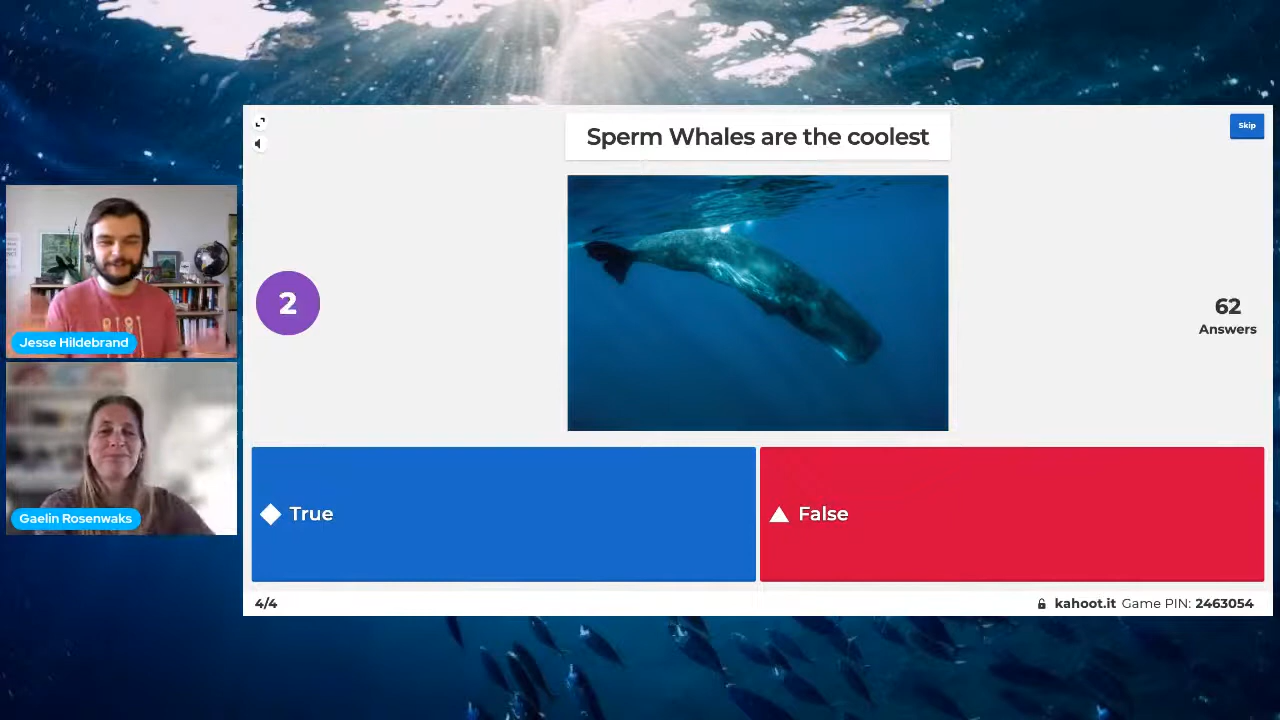 Sperm Whales are the coolest
Skip
2
62
Answers
Jesse Hildebrand
Gaelin Rosenwaks
True
False
4/4
kahoot.it Game PIN: 2463054